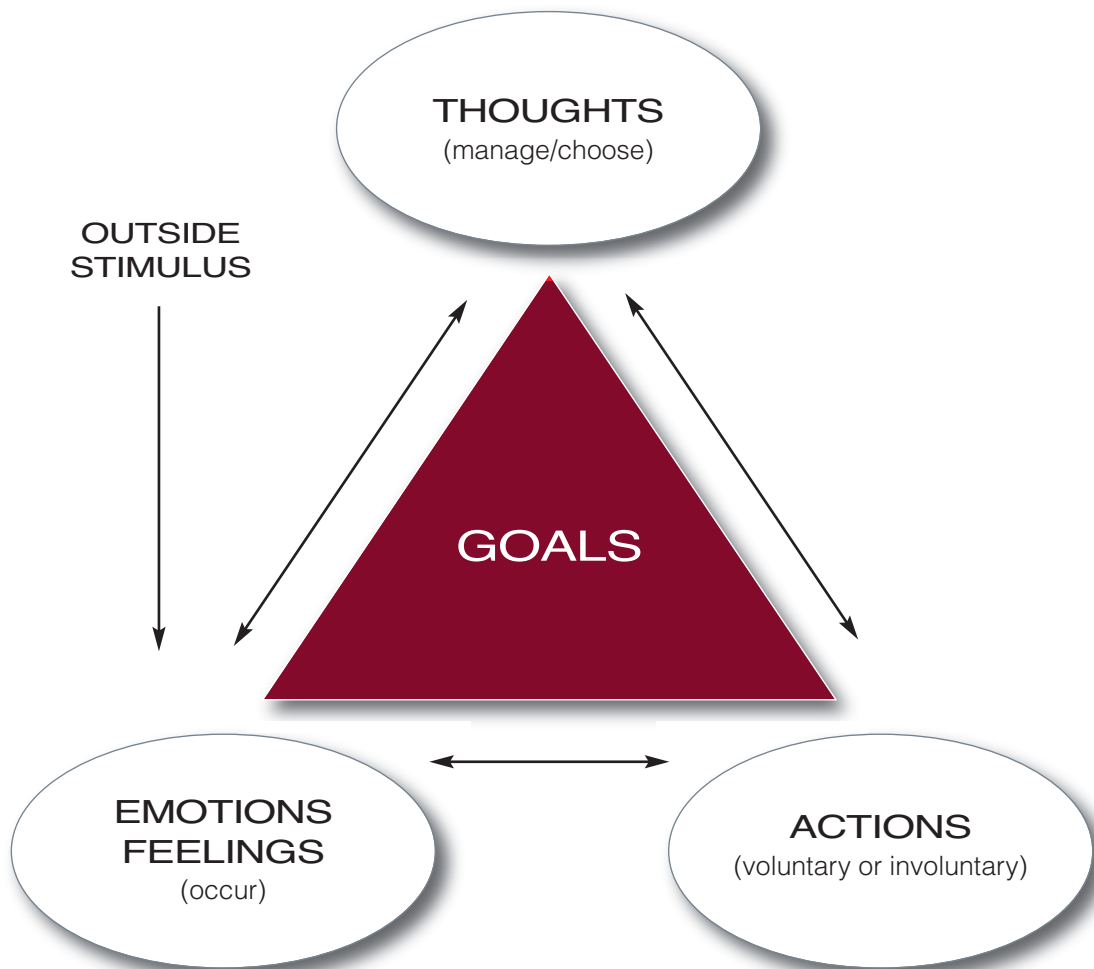 THOUGHTS
(manage/choose)
OUTSIDE
STIMULUS
GOALS
EMOTIONS
FEELINGS
(occur)
ACTIONS
(voluntary or involuntary)